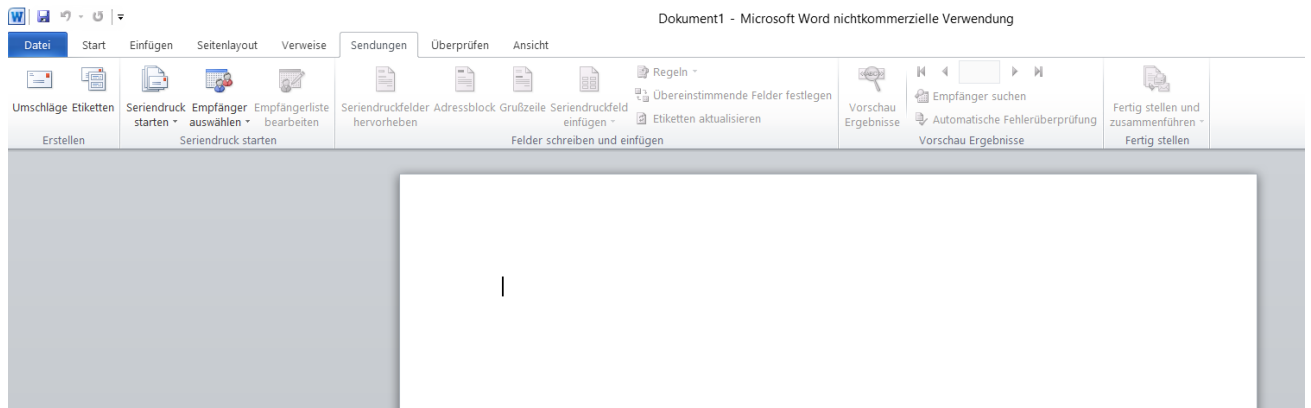 Dokument1 - Microsoft Word nichtkommerzielle Verwendung
Datei Start Einfügen Seitenlayout Verweise Sendungen Überprüfen Ansicht
Umschläge Etiketten
Erstellen
Seriendruck starten
Empfänger auswählen
Empfängerliste bearbeiten
Seriendruck starten
Seriendruckfelder hervorheben
Adressblock Grußzeile
Seriendruckfeld einfügen
Regeln
Übereinstimmende Felder festlegen
Etiketten aktualisieren
Felder schreiben und einfügen
Vorschau Ergebnisse
Empfänger suchen
Automatische Fehlerüberprüfung
Vorschau Ergebnisse
Fertig stellen und zusammenführen
Fertig stellen